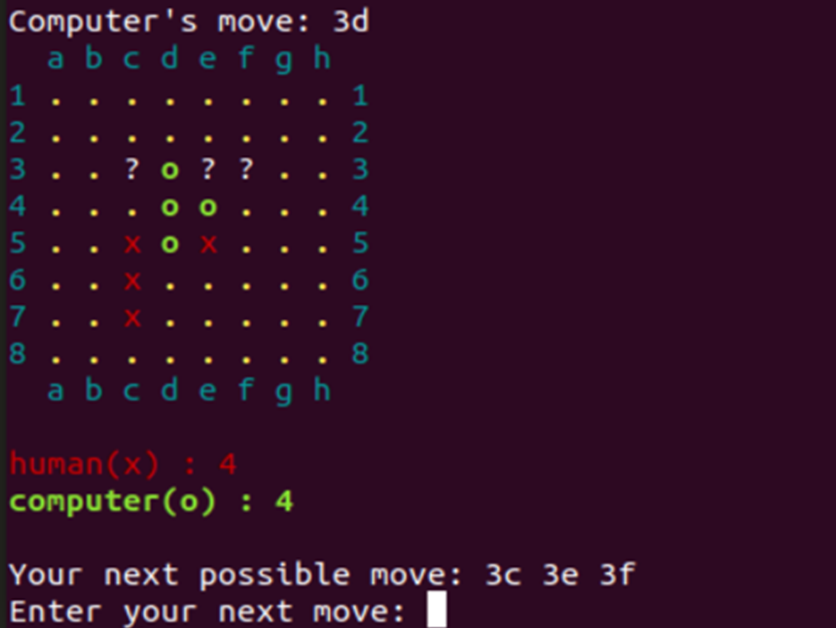 Computer's move: 3d
a b c d e f g h
1 . . . . . . . . 1
2 . . . . . . . . 2
3 . . ? o ? ? . . 3
4 . . . o o . . . 4
5 . . x o x . . . 5
6 . . x . . . . . 6
7 . . x . . . . . 7
8 . . . . . . . . 8
a b c d e f g h
human(x) : 4
computer(o) : 4
Your next possible move: 3c 3e 3f
Enter your next move: